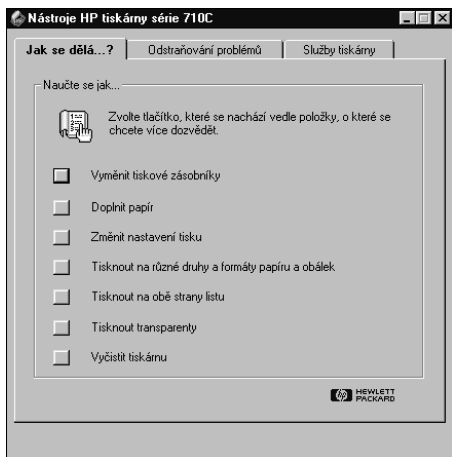 Nástroje HP tiskárny série 710C
Jak se dělá...? Odstraňování problémů Služby tiskárny
Naučte se jak...
Zvolte tlačítko, které se nachází vedle položky, o které se
chcete více dozvědět.
Vyměnit tiskové zásobníky
Doplnit papír
Změnit nastavení tisku
Tisknout na různé druhy a formáty papíru a obálek
Tisknout na obě strany listu
Tisknout transparenty
Vyčistit tiskárnu
hp HEWLETT
PACKARD